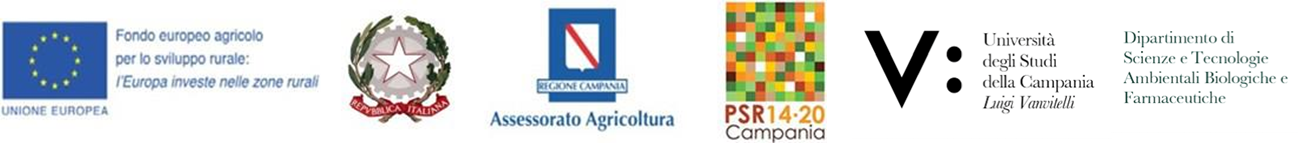 Fondo europeo agricolo
per lo sviluppo rurale:
l'Europa investe nelle zone rurali
UNIONE EUROPEA
REPVBBLICA ITALIANA
REGIONE CAMPANIA
Assessorato Agricoltura
PSR14·20
Campania
V:
Università
degli Studi
della Campania
Luigi Vanvitelli
Dipartimento di
Scienze e Tecnologie
Ambientali Biologiche e
Farmaceutiche